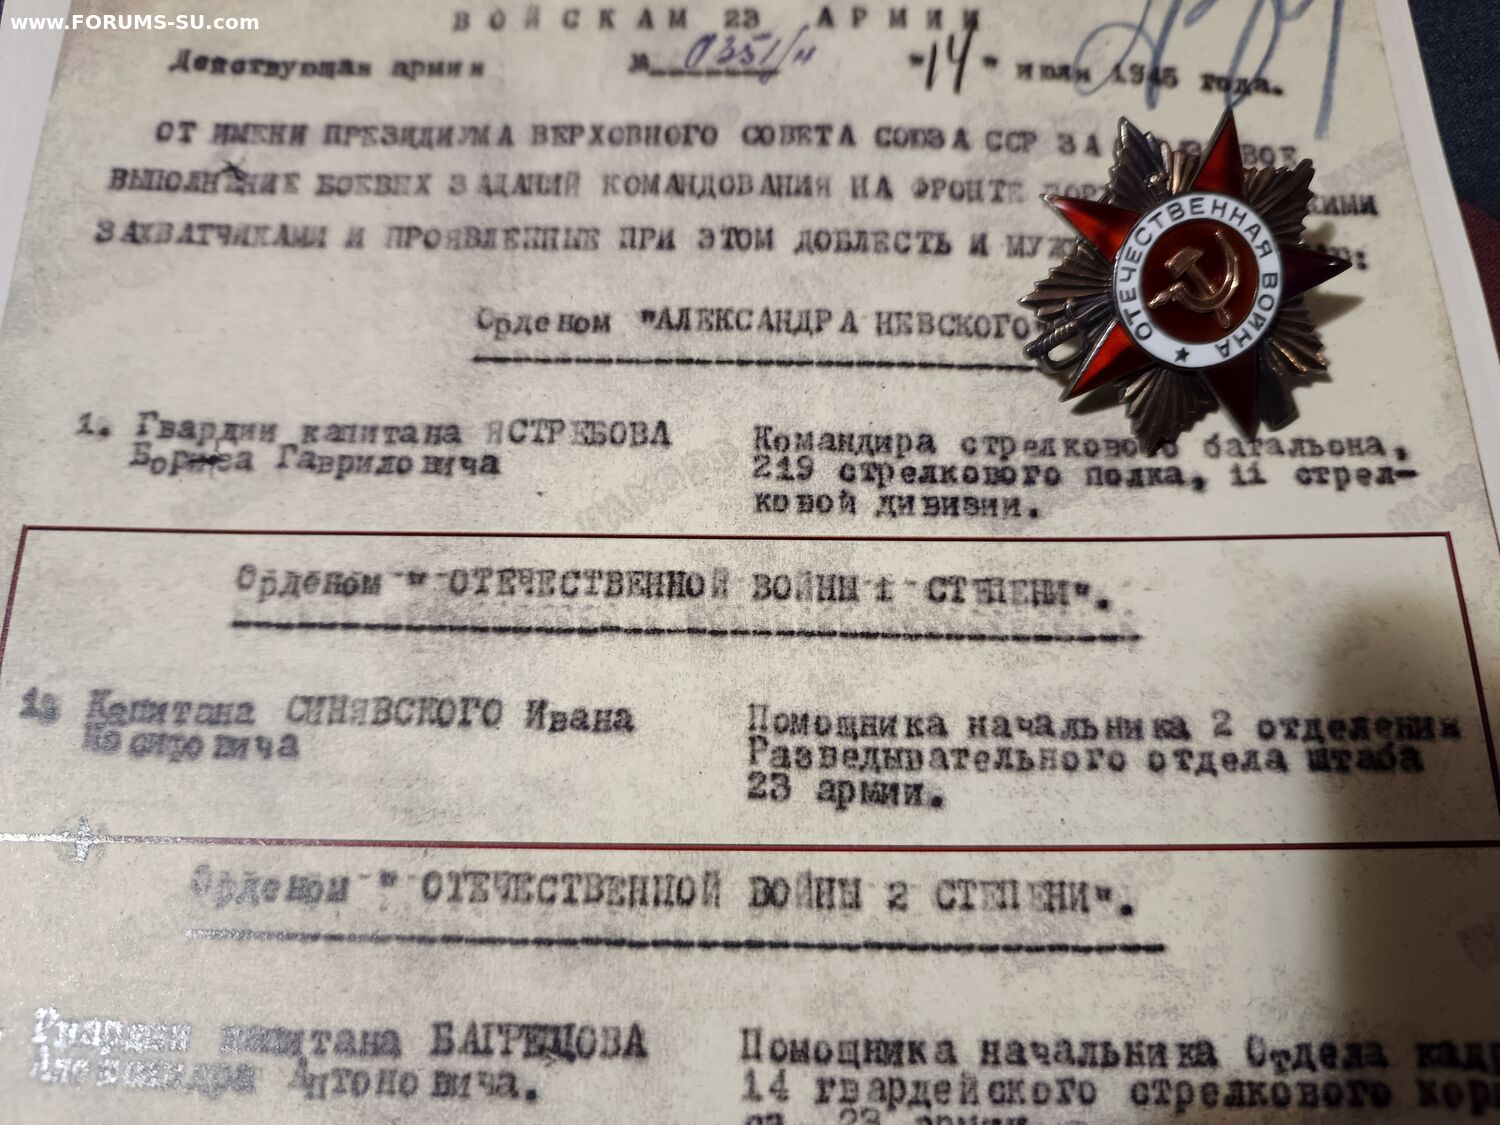 www.FORUMS-SU.com
ВОЙСКАМ 23 АРМИИ
Действующая армия № 0351/н "14" июля 1945 года.
ОТ ИМЕНИ ПРЕЗИДИУМА ВЕРХОВНОГО СОВЕТА СОЮЗА ССР ЗА
ВЫПОЛНЕНИЕ БОЕВЫХ ЗАДАНИЙ КОМАНДОВАНИЯ НА ФРОНТЕ
ЗАХВАТЧИКАМИ И ПРОЯВЛЕННЫЕ ПРИ ЭТОМ ДОБЛЕСТЬ И
Орденом "АЛЕКСАНДРА НЕВСКОГО"
1. Гвардии капитана ЯСТРЕБОВА Командира стрелкового батальона,
Бориса Гавриловича 219 стрелкового полка, 11 стрел-
ковой дивизии.
Орденом "ОТЕЧЕСТВЕННОЙ ВОЙНЫ 1 СТЕПЕНИ".
1. Капитана СИНЯВСКОГО Ивана Помощника начальника 2 отделения
Разведывательного отдела штаба
23 армии.
Орденом "ОТЕЧЕСТВЕННОЙ ВОЙНЫ 2 СТЕПЕНИ".
Гвардии капитана БАГРЕЦОВА Помощника начальника Отдела
Александра Антоновича. 14 гвардейского стрелкового
са 23 армии.
ОТЕЧЕСТВЕННАЯ ВОЙНА